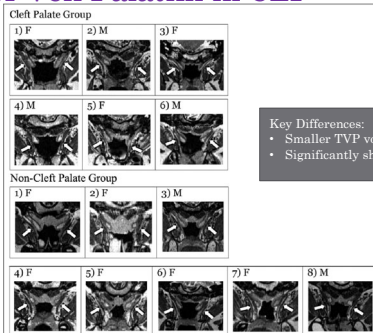 Cleft Palate Group
1) F 2) M 3) F
4) M 5) F 6) M
Key Differences:
• Smaller TVP vo
• Significantly sh
Non-Cleft Palate Group
1) F 2) F 3) M
4) F 5) F 6) F 7) F 8) M